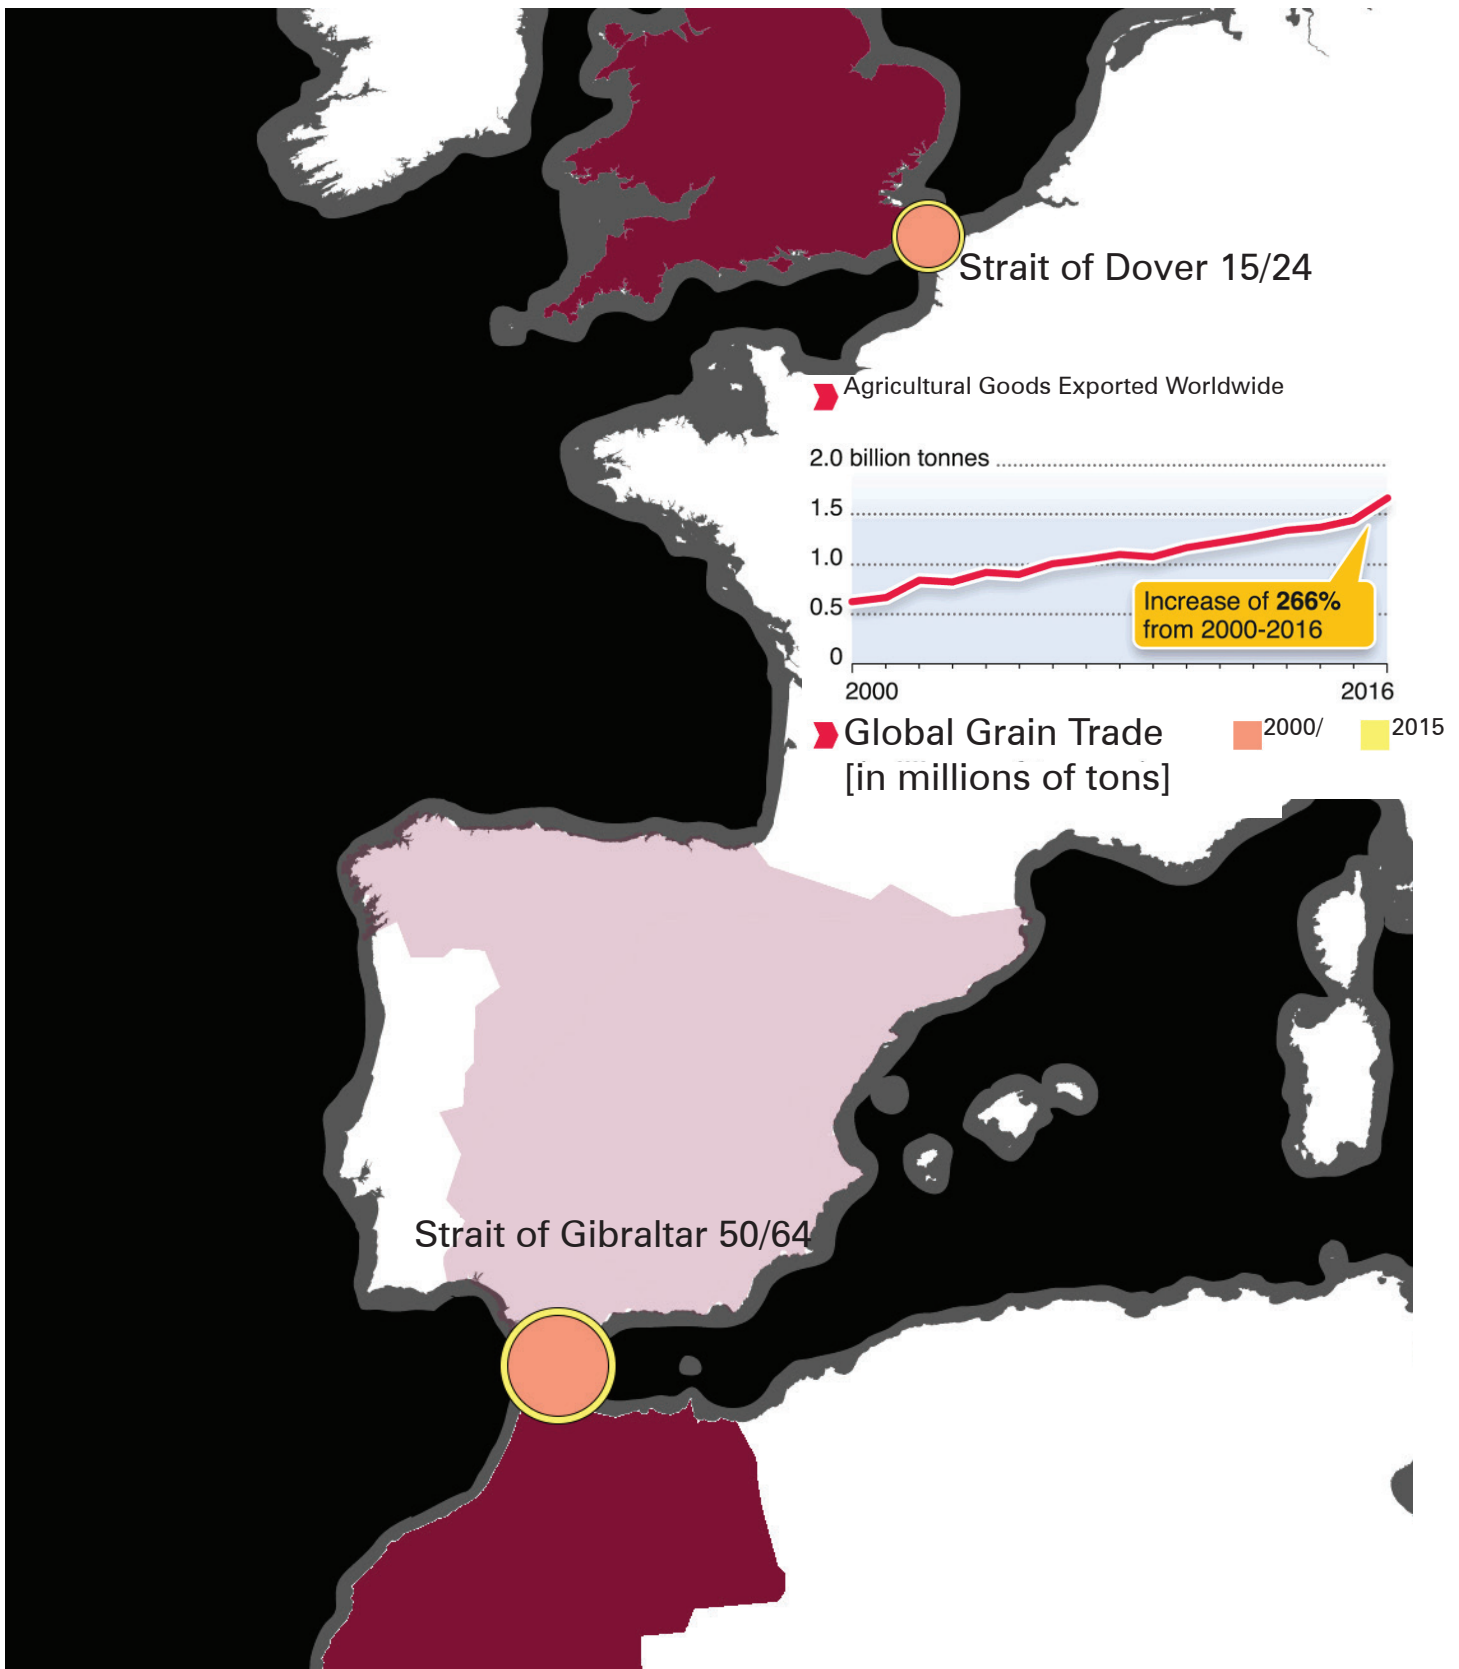 Strait of Dover 15/24
Agricultural Goods Exported Worldwide
2.0 billion tonnes
1.5
1.0
0.5
0
Increase of 266%
from 2000-2016
2000
2016
Global Grain Trade
[in millions of tons]
2000/
2015
Strait of Gibraltar 50/64